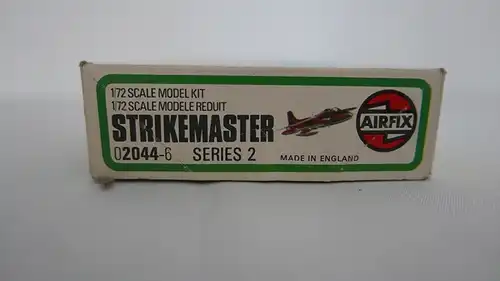 1/72 SCALE MODEL KIT
1/72 SCALE MODELE REDUIT
STRIKEMASTER
02044-6 SERIES 2
MADE IN ENGLAND
AIRFIX